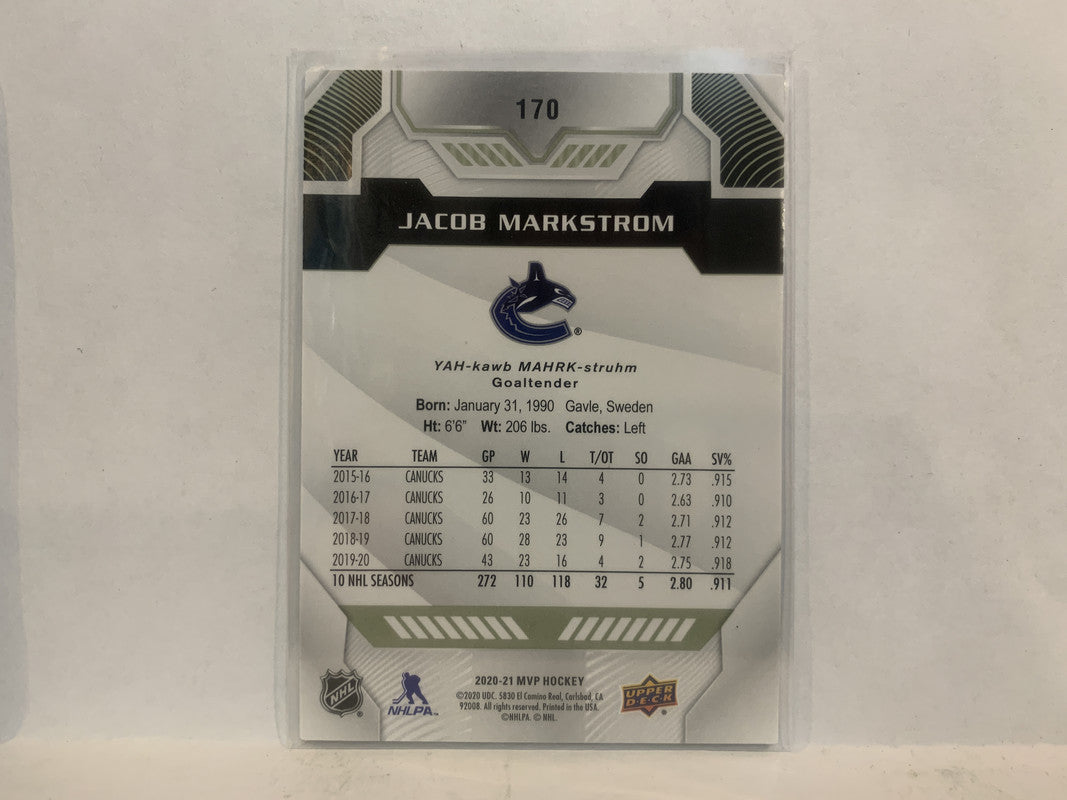 170
JACOB MARKSTROM
®
YAH-kawb MAHRK-struhm
Goaltender
Born: January 31, 1990 Gavle, Sweden
Ht: 6'6" Wt: 206 lbs. Catches: Left
YEAR TEAM GP W L T/OT SO GAA SV%
2015-16 CANUCKS 33 13 14 4 0 2.73 .915
2016-17 CANUCKS 26 10 11 3 0 2.63 .910
2017-18 CANUCKS 60 23 26 7 2 2.71 .912
2018-19 CANUCKS 60 28 23 9 1 2.77 .912
2019-20 CANUCKS 43 23 16 4 2 2.75 .918
10 NHL SEASONS 272 110 118 32 5 2.80 .911
NHL ®
NHLPA™
2020-21 MVP HOCKEY
©2020 UDC. 5830 El Camino Real, Carlsbad, CA
92008. All rights reserved. Printed in the USA.
©NHLPA. © NHL.
UPPER
DECK ®